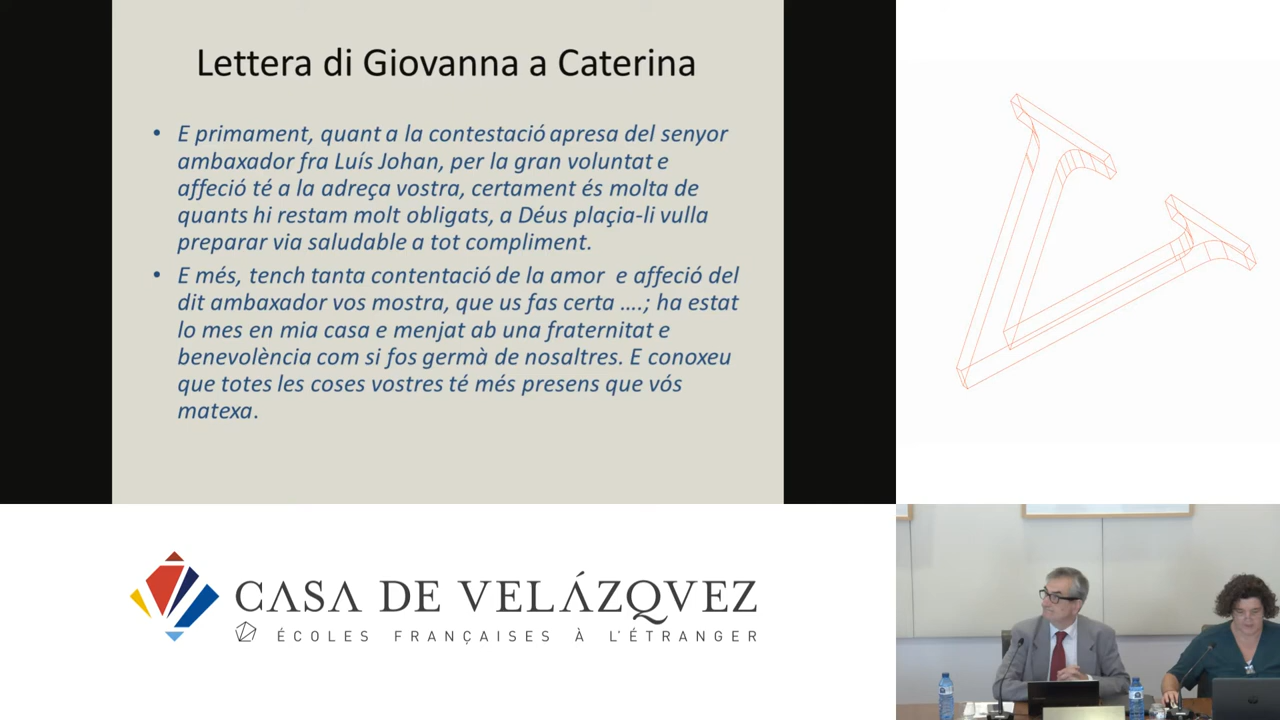 Lettera di Giovanna a Caterina
• E primament, quant a la contestació apresa del senyor
ambaxador fra Luís Johan, per la gran voluntat e
affeció té a la adreça vostra, certament és molta de
quants hi restam molt obligats, a Déus plaçia-li vulla
preparar via saludable a tot compliment.
• E més, tench tanta contentació de la amor e affeció del
dit ambaxador vos mostra, que us fas certa ....; ha estat
lo mes en mia casa e menjat ab una fraternitat e
benevolència com si fos germà de nosaltres. E conoxeu
que totes les coses vostres té més presens que vós
matexa.
CASA DE VELÁZQVEZ
ÉCOLES FRANÇAISES À L'ÉTRANGER